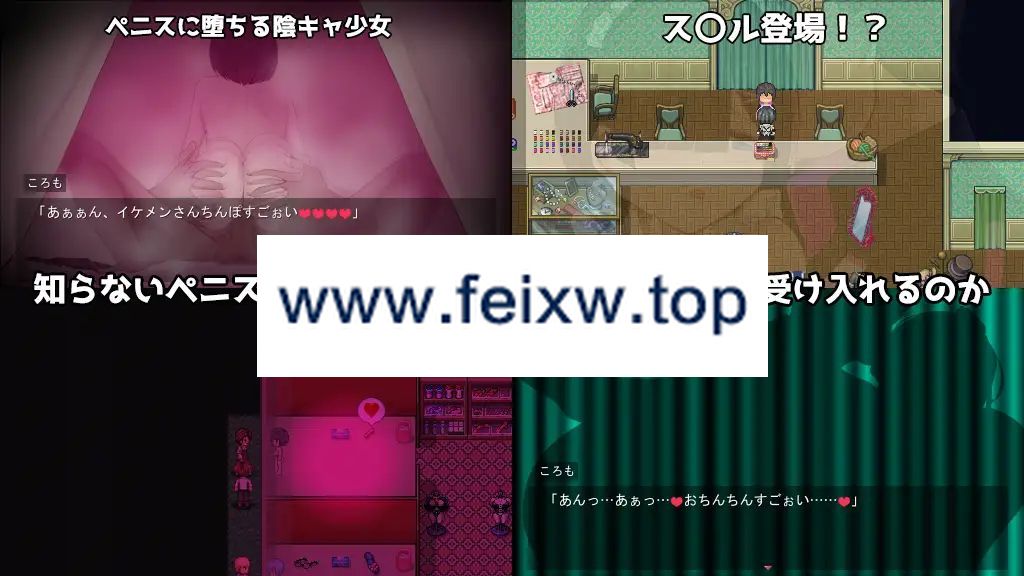 ペニスに堕ちる陰キャ少女
ス〇ル登場！？
ころも
「あぁぁん、イケメンさんちんぽすごぉい♥♥♥♥」
知らないペニス
受け入れるのか
www.feixw.top
ころも
「あんっ…あぁっ…♥おちんちんすごぉい……♥」